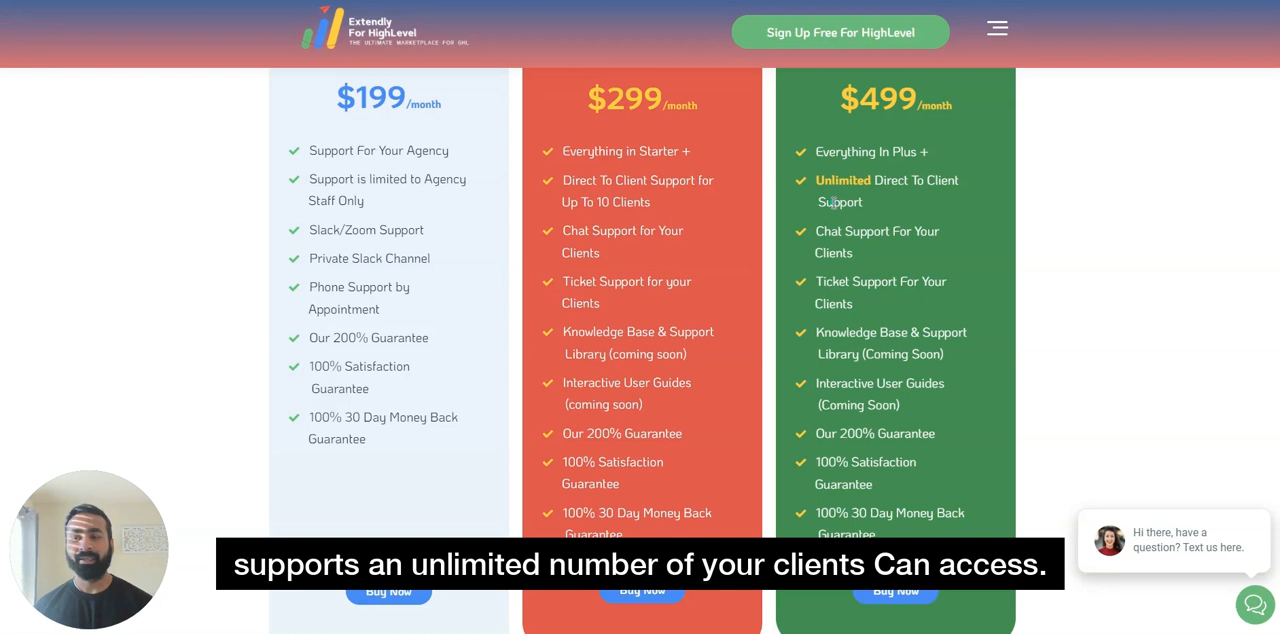 Extendly
For HighLevel
THE ULTIMATE MARKETPLACE FOR GHL
Sign Up Free For HighLevel
$199/month
Support For Your Agency
Support is limited to Agency
Staff Only
Slack/Zoom Support
Private Slack Channel
Phone Support by
Appointment
Our 200% Guarantee
100% Satisfaction
Guarantee
100% 30 Day Money Back
Guarantee
Buy Now
$299/month
Everything in Starter +
Direct To Client Support for
Up To 10 Clients
Chat Support for Your
Clients
Ticket Support for your
Clients
Knowledge Base & Support
Library (coming soon)
Interactive User Guides
(coming soon)
Our 200% Guarantee
100% Satisfaction
Guarantee
100% 30 Day Money Back
Guarantee
Buy Now
$499/month
Everything In Plus +
Unlimited Direct To Client
Support
Chat Support For Your
Clients
Ticket Support For Your
Clients
Knowledge Base & Support
Library (Coming Soon)
Interactive User Guides
(Coming Soon)
Our 200% Guarantee
100% Satisfaction
Guarantee
100% 30 Day Money Back
Guarantee
Buy Now
Hi there, have a
question? Text us here.
supports an unlimited number of your clients Can access.